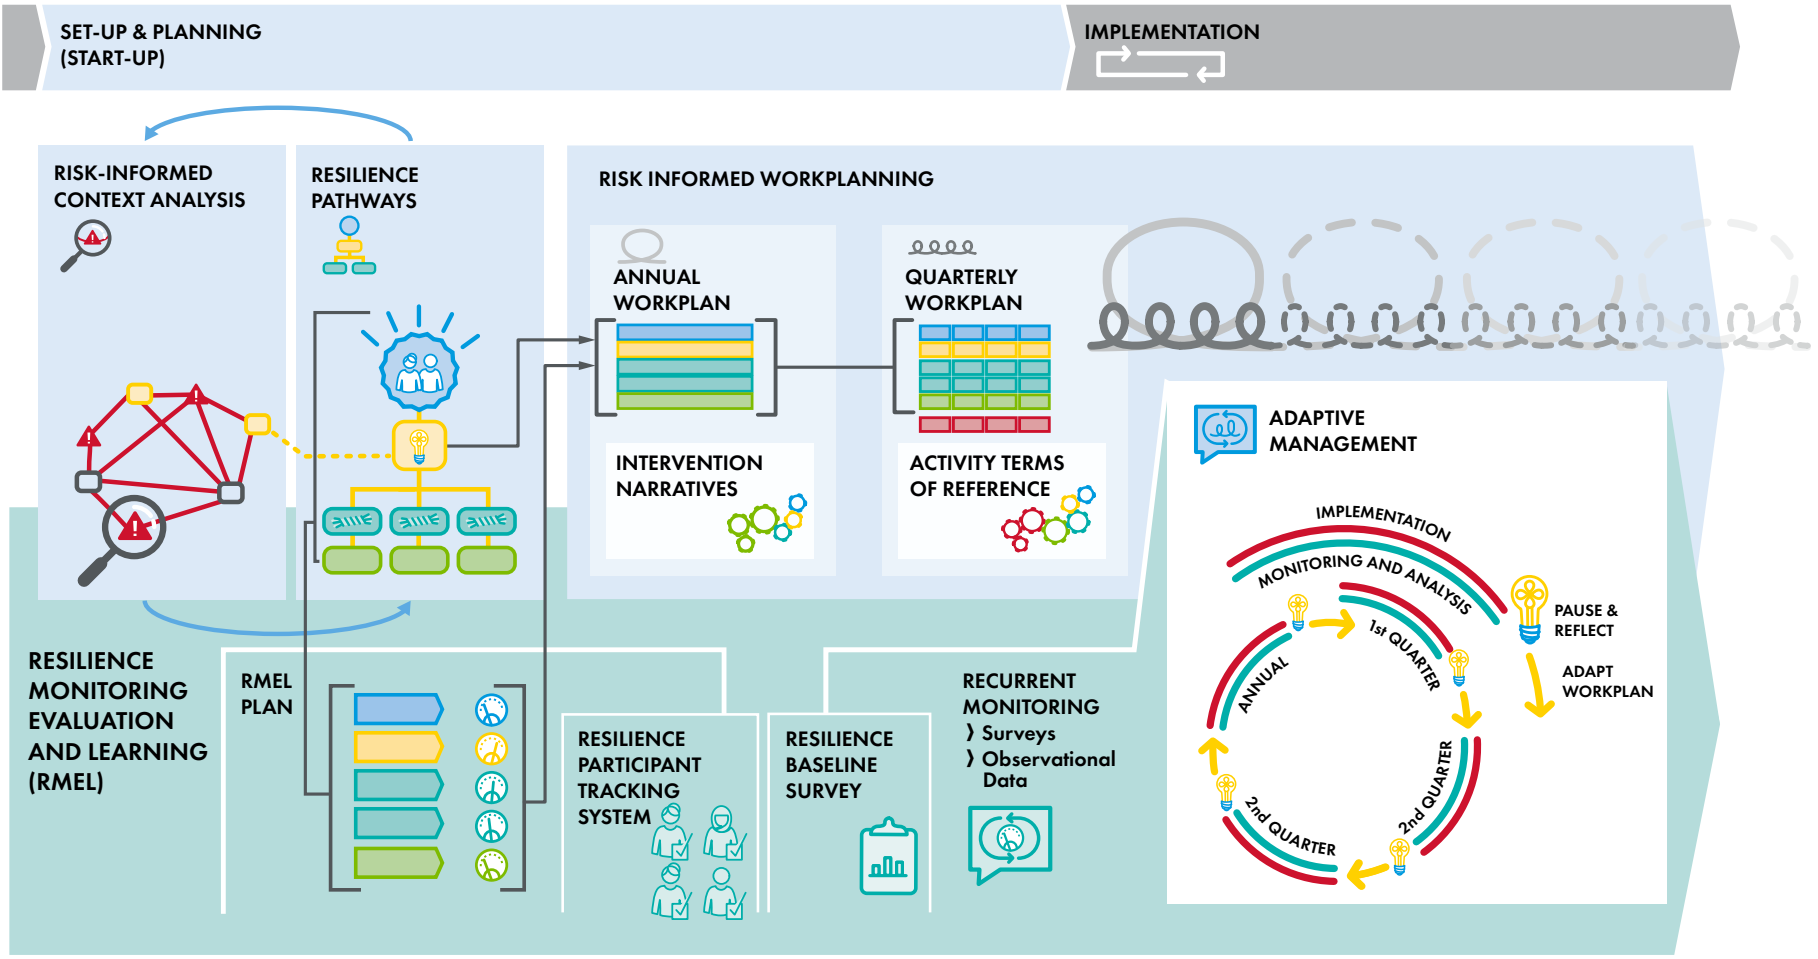 SET-UP & PLANNING
(START-UP)
IMPLEMENTATION
RISK-INFORMED
CONTEXT ANALYSIS
RESILIENCE
PATHWAYS
RISK INFORMED WORKPLANNING
ANNUAL
WORKPLAN
QUARTERLY
WORKPLAN
INTERVENTION
NARRATIVES
ACTIVITY TERMS
OF REFERENCE
ADAPTIVE
MANAGEMENT
IMPLEMENTATION
MONITORING AND ANALYSIS
1st QUARTER
2nd QUARTER
2nd QUARTER
ANNUAL
PAUSE &
REFLECT
ADAPT
WORKPLAN
RESILIENCE
MONITORING
EVALUATION
AND LEARNING
(RMEL)
RMEL
PLAN
RESILIENCE
PARTICIPANT
TRACKING
SYSTEM
RESILIENCE
BASELINE
SURVEY
RECURRENT
MONITORING
❭ Surveys
❭ Observational
Data